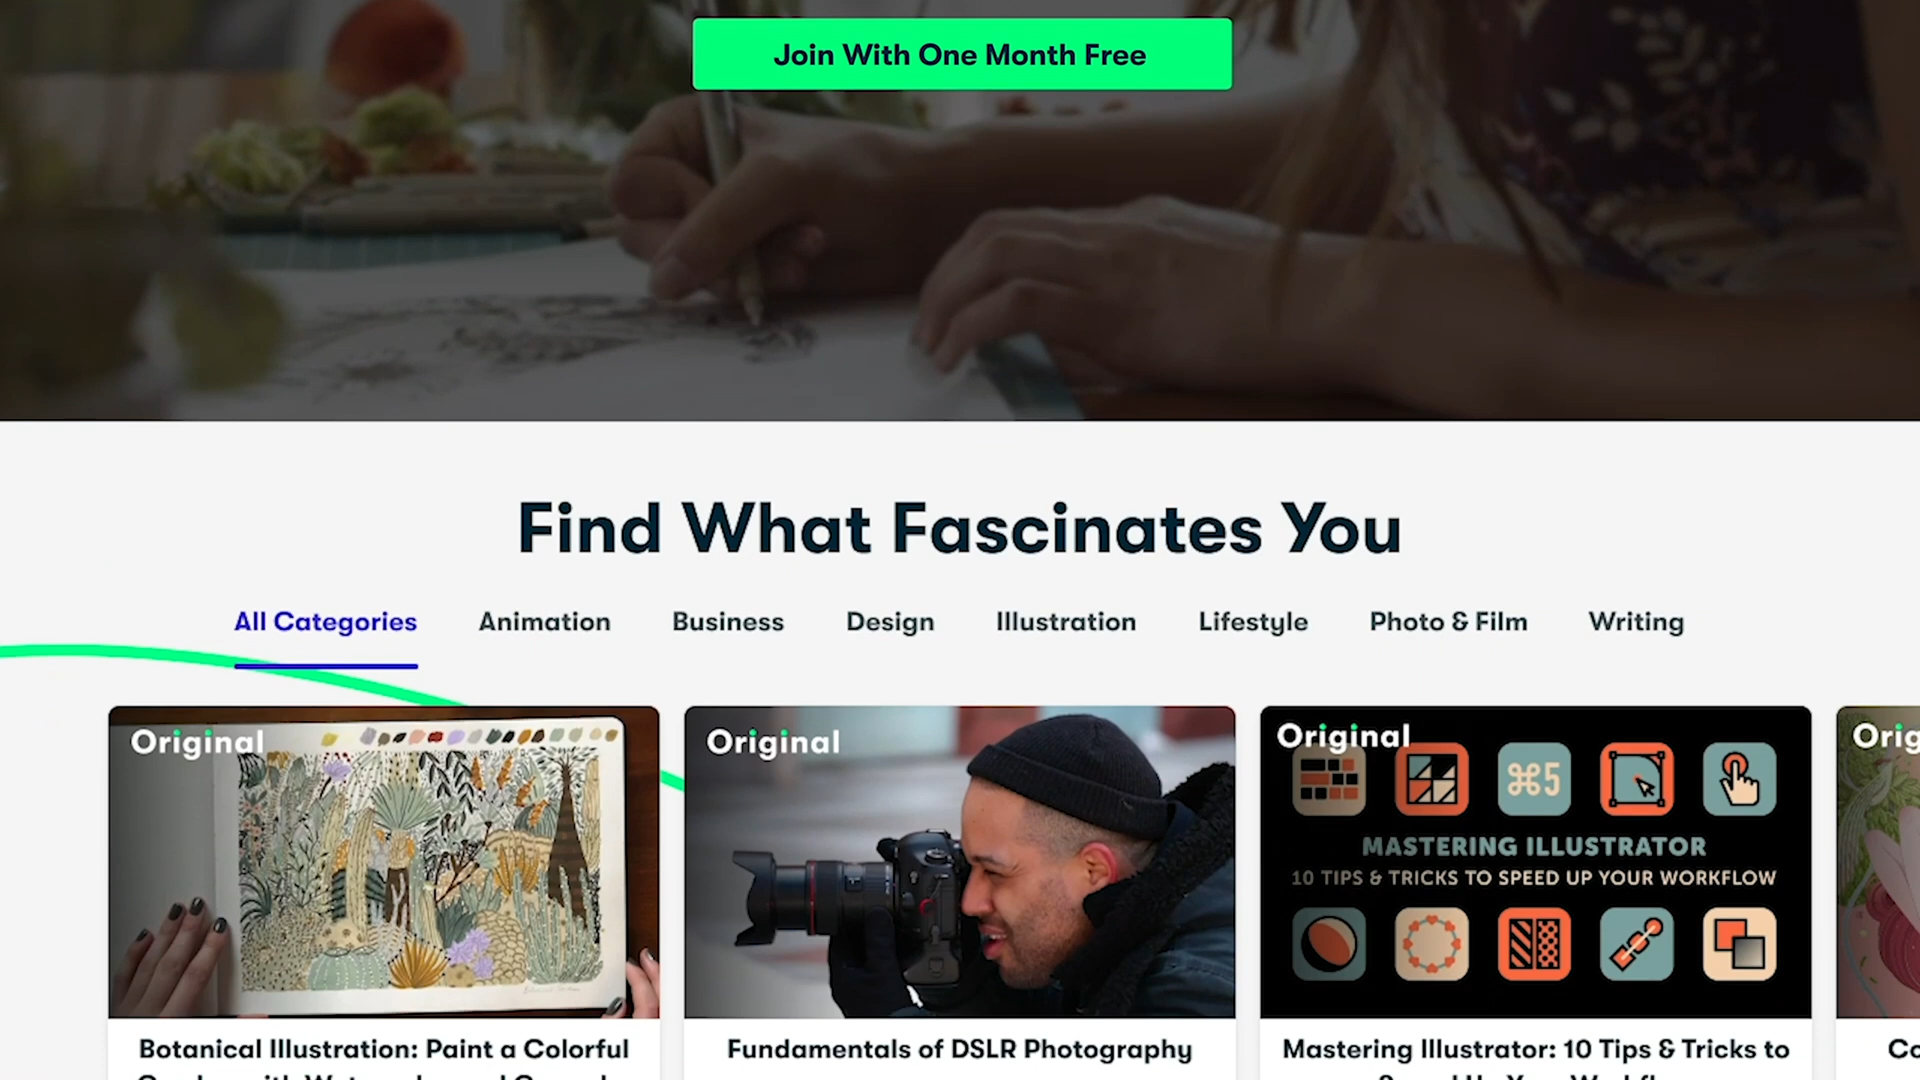 Join With One Month Free
Find What Fascinates You
All Categories Animation Business Design Illustration Lifestyle Photo & Film Writing
Original
Original
Original
⌘5
MASTERING ILLUSTRATOR
10 TIPS & TRICKS TO SPEED UP YOUR WORKFLOW
Botanical Illustration: Paint a Colorful
Fundamentals of DSLR Photography
Mastering Illustrator: 10 Tips & Tricks to